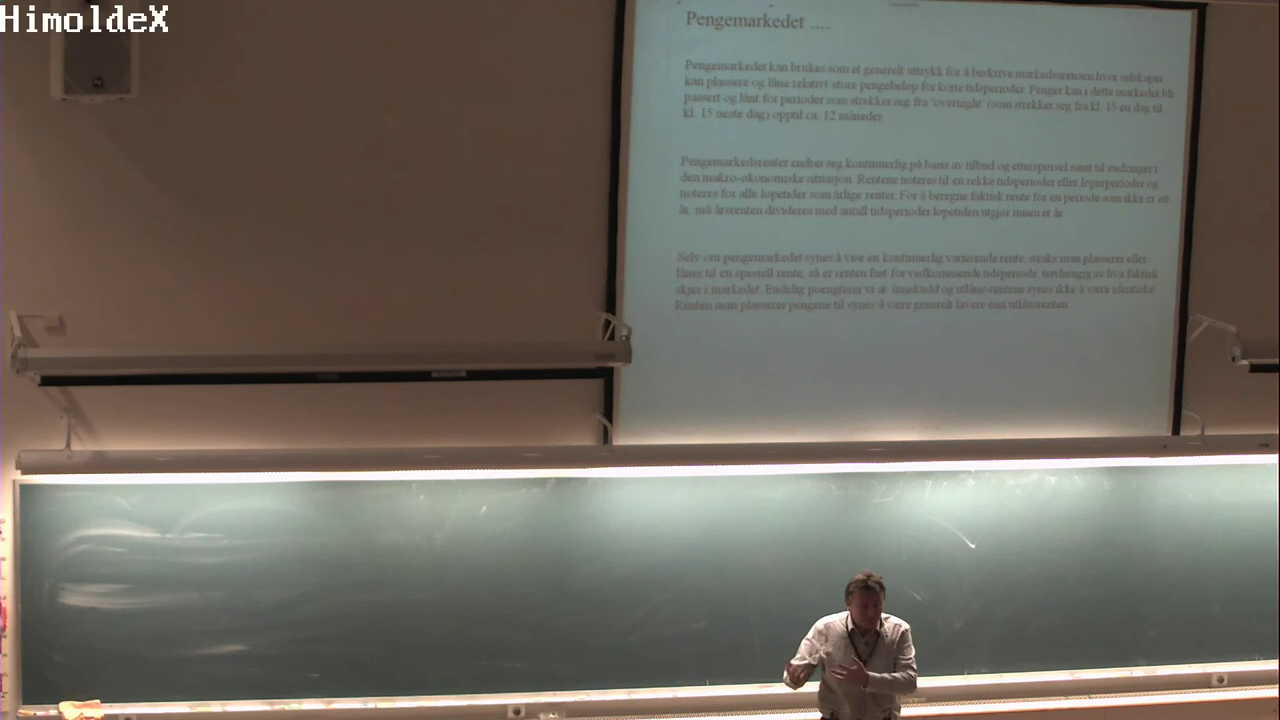 HimoldeX
Pengemarkedet ....
Pengemarkedet kan brukes som et generelt uttrykk for å beskrive markedsarenaen hvor selskaper
kan plassere og låne relativt store pengebeløp for korte tidsperioder. Penger kan i dette markedet bli
passert og lånt for perioder som strekker seg fra "overnight" (som strekker seg fra kl. 15 en dag til
kl. 15 neste dag) opptil ca. 12 måneder
Pengemarkedsrenter endrer seg kontinuerlig på basis av tilbud og etterspørsel samt til endringer i
den makro-økonomiske situasjon. Rentene noteres til en rekke tidsperioder eller løperperioder og
noteres for alle løpetider som årlige renter. For å beregne faktisk rente for en periode som ikke er ett
år, må årsrenten divideres med antall tidsperioder løpetiden utgjør innen et år.
Selv om pengemarkedet synes å vise en kontinuerlig varierende rente, straks man plasserer eller
låner til en spesiell rente, så er renten fast for vedkommende tidsperiode, uavhengig av hva faktisk
skjer i markedet. Endelig poengterer vi at innskudd og utlåns-rentene synes ikke å være identiske.
Renten man plasserer pengene til synes å være generelt lavere enn utlånsrenten